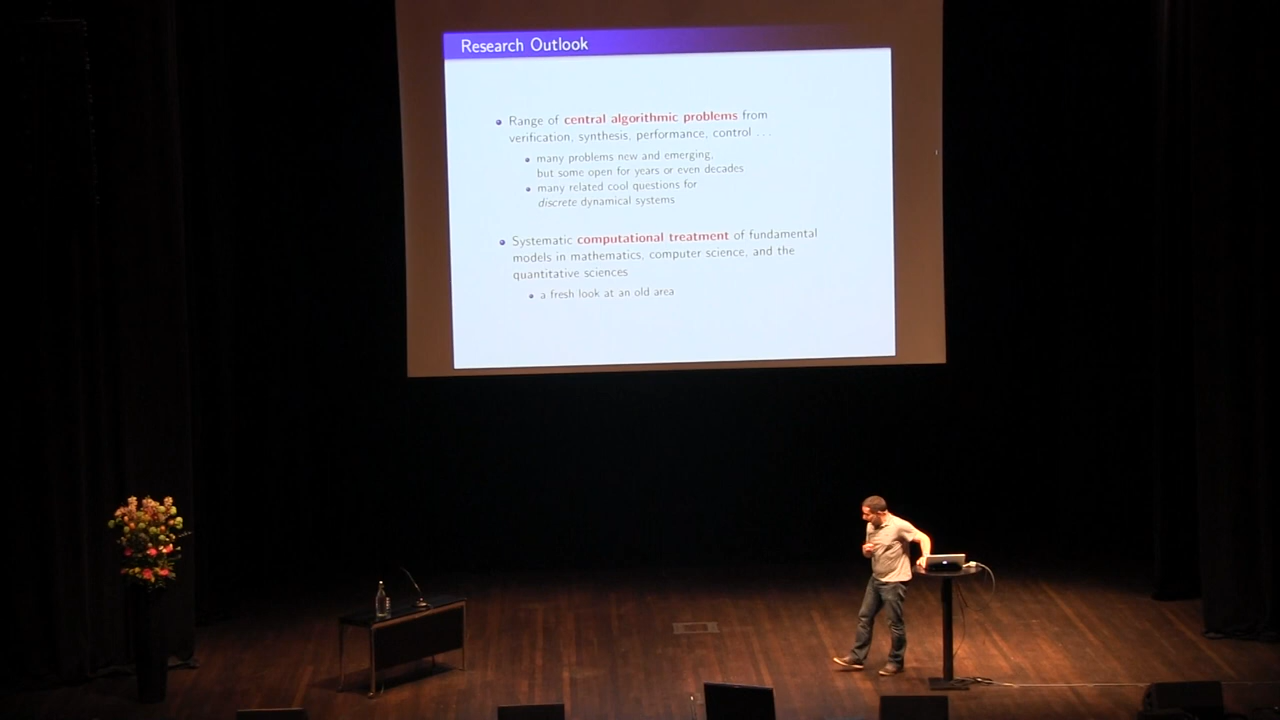 Research Outlook
Range of central algorithmic problems from
verification, synthesis, performance, control ...
many problems new and emerging,
but some open for years or even decades
many related cool questions for
discrete dynamical systems
Systematic computational treatment of fundamental
models in mathematics, computer science, and the
quantitative sciences
a fresh look at an old area